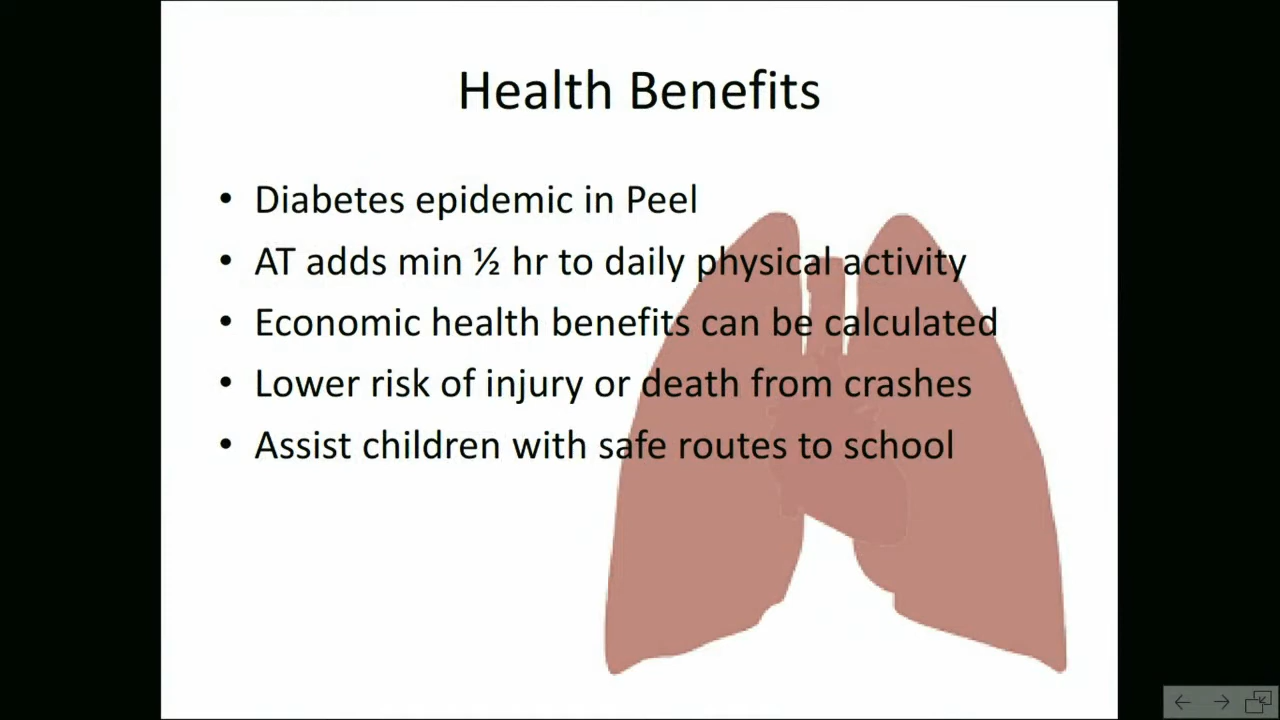 Health Benefits
• Diabetes epidemic in Peel
• AT adds min ½ hr to daily physical activity
• Economic health benefits can be calculated
• Lower risk of injury or death from crashes
• Assist children with safe routes to school